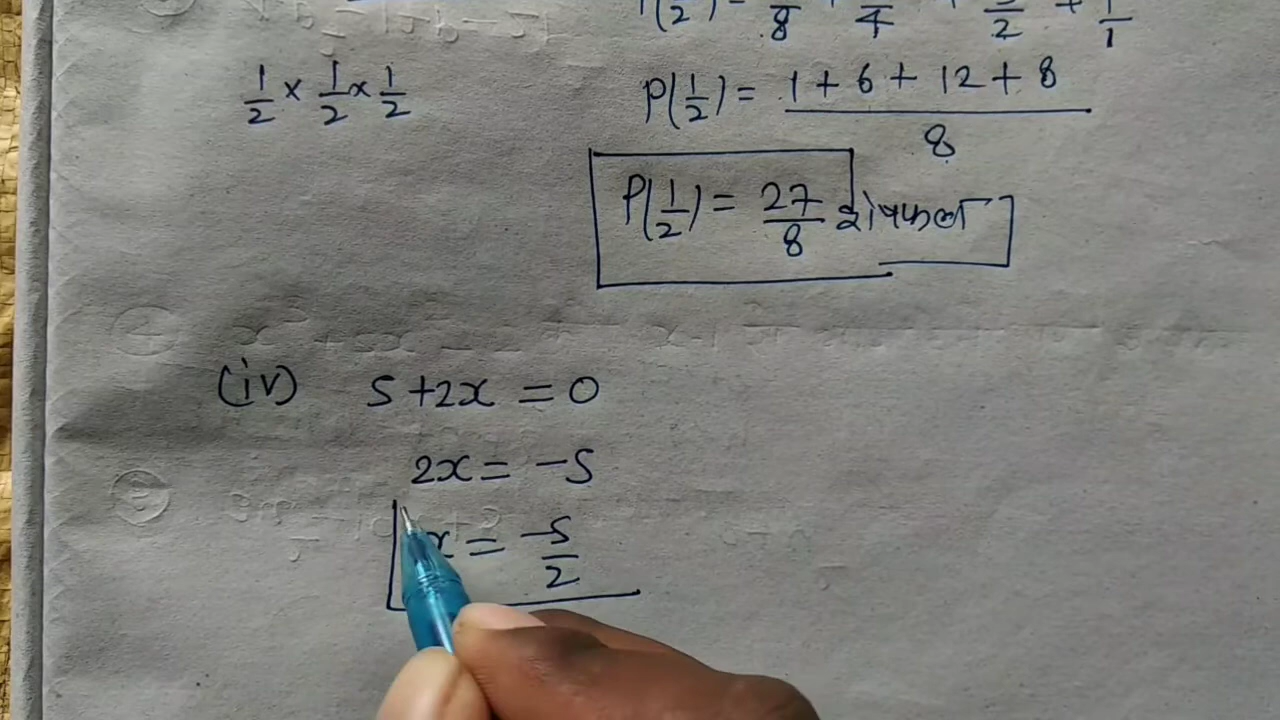 P(1/2) = 1 + 6 + 12 + 8 / 8
1/2 × 1/2 × 1/2
P(1/2) = 27/8
(iv) 5 + 2x = 0
2x = -5
x = -5/2